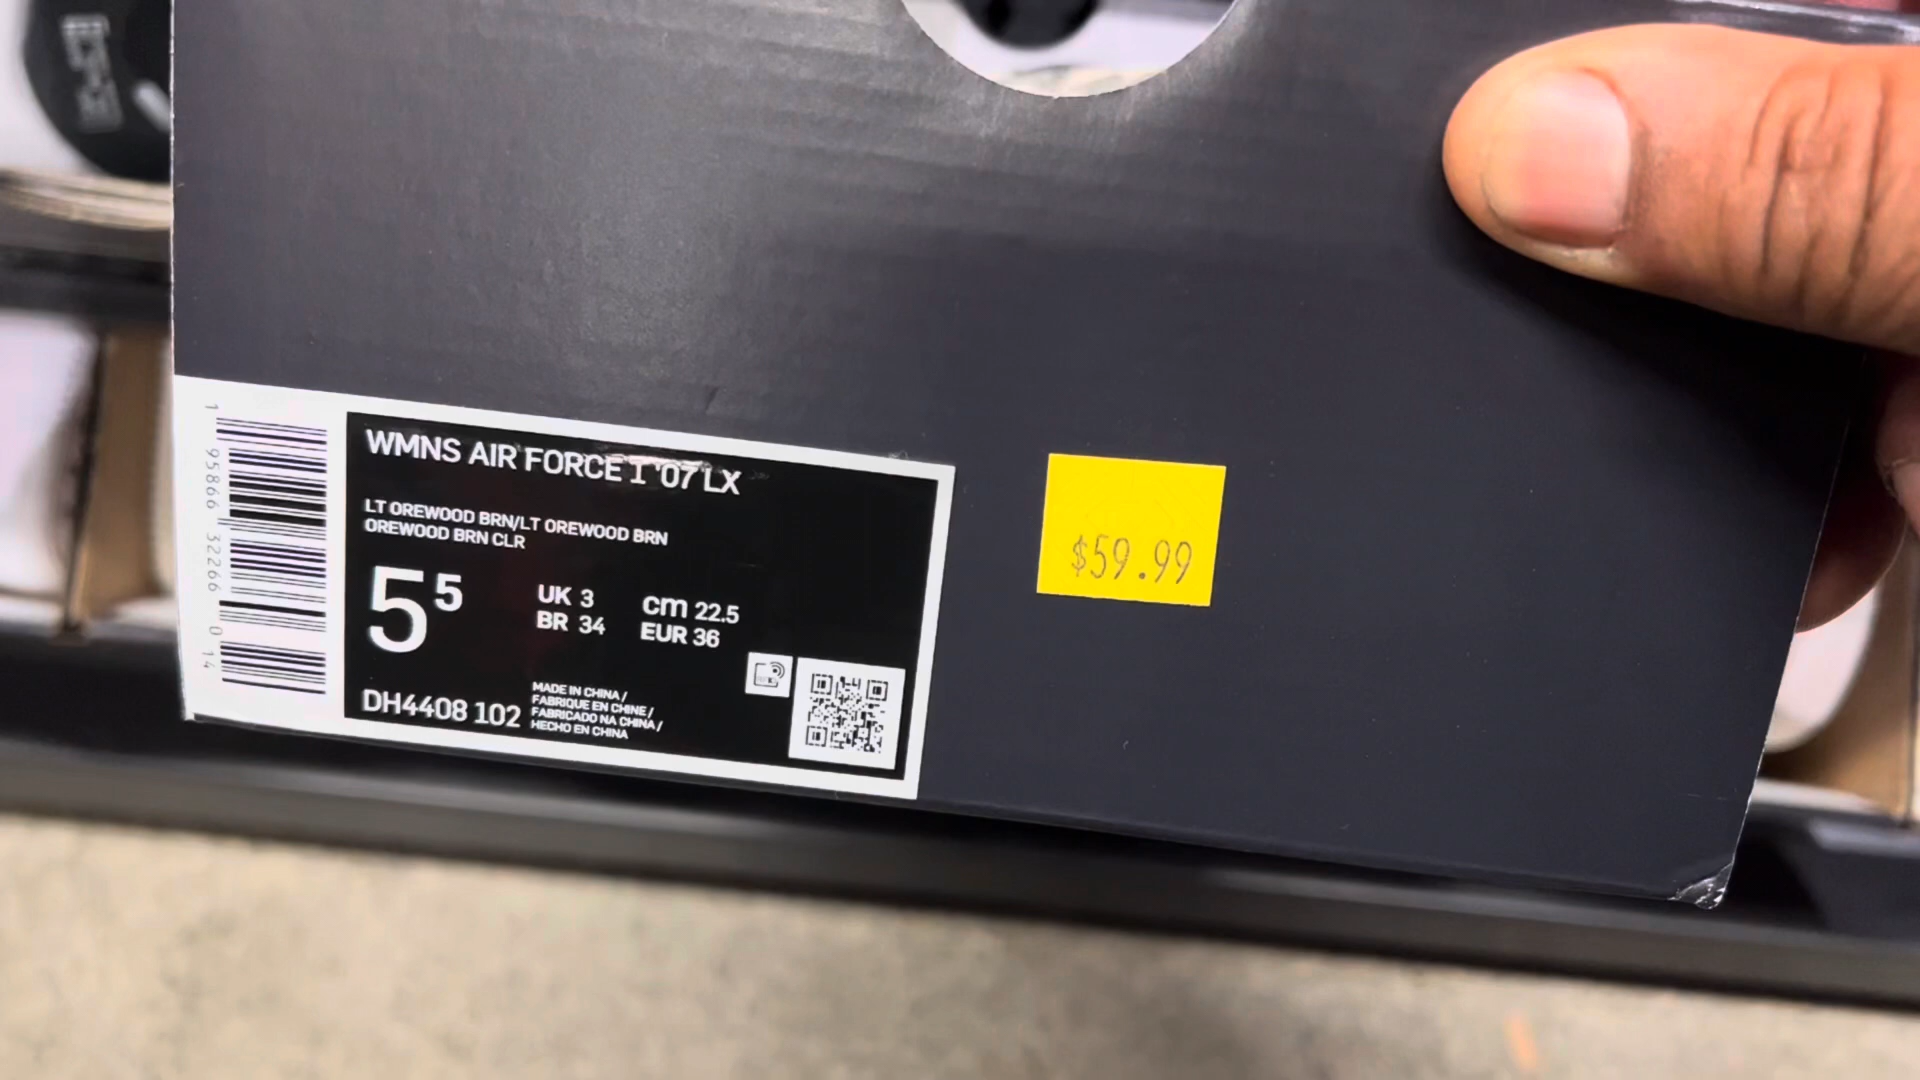 WMNS AIR FORCE 1 '07 LX
LT OREWOOD BRN/LT OREWOOD BRN
OREWOOD BRN CLR
5⁵
UK 3
BR 34
cm 22.5
EUR 36
DH4408 102
MADE IN CHINA /
FABRIQUE EN CHINE /
FABRICADO NA CHINA /
HECHO EN CHINA
1 95866 32266 0 14
$59.99